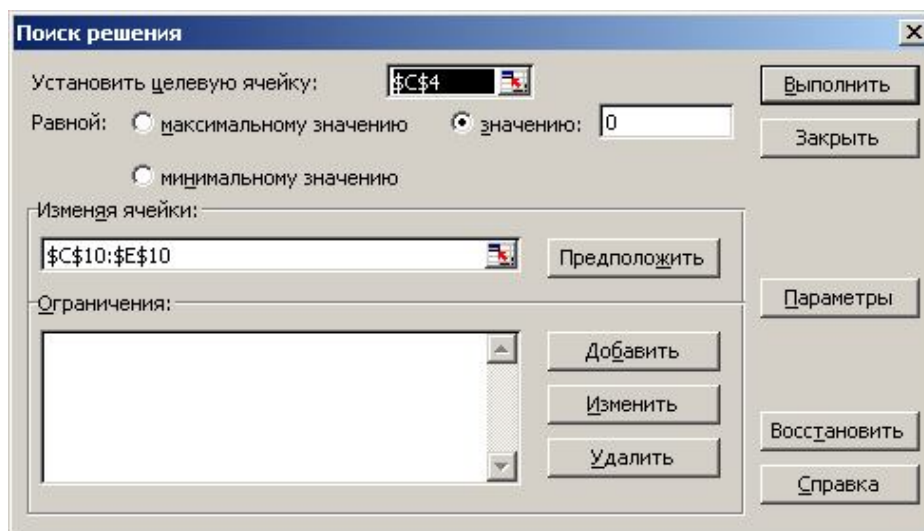 Поиск решения
Установить целевую ячейку: $C$4
Выполнить
Равной: максимальному значению значению: 0
Закрыть
минимальному значению
Изменяя ячейки:
$C$10:$E$10
Предположить
Ограничения:
Параметры
Добавить
Изменить
Восстановить
Удалить
Справка